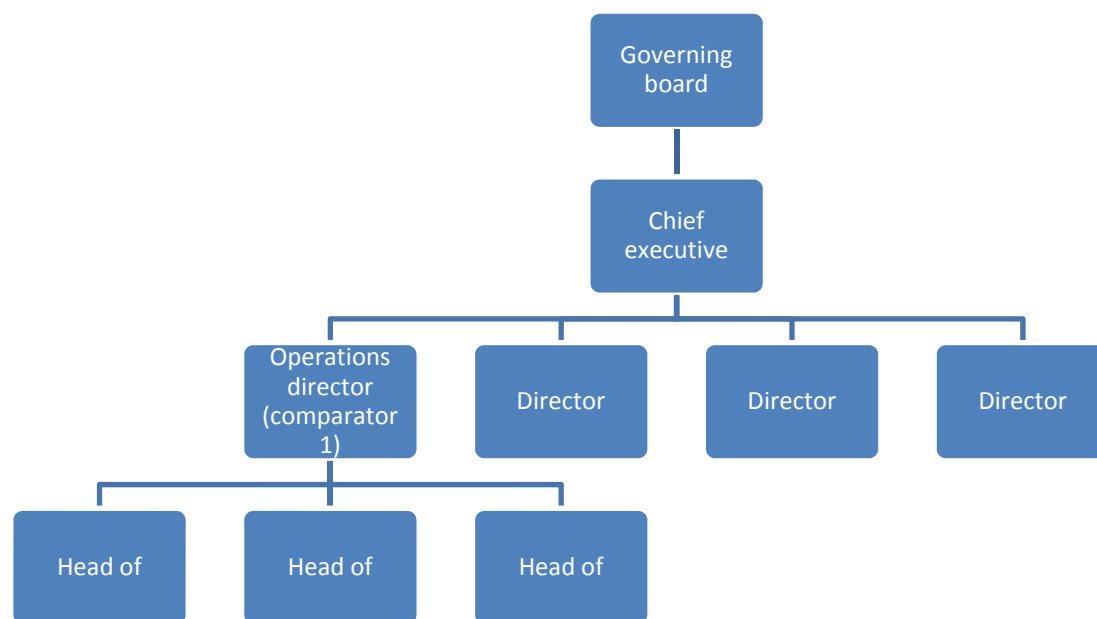 Governing
board
Chief
executive
Operations
director
(comparator
1)
Director
Director
Director
Head of
Head of
Head of